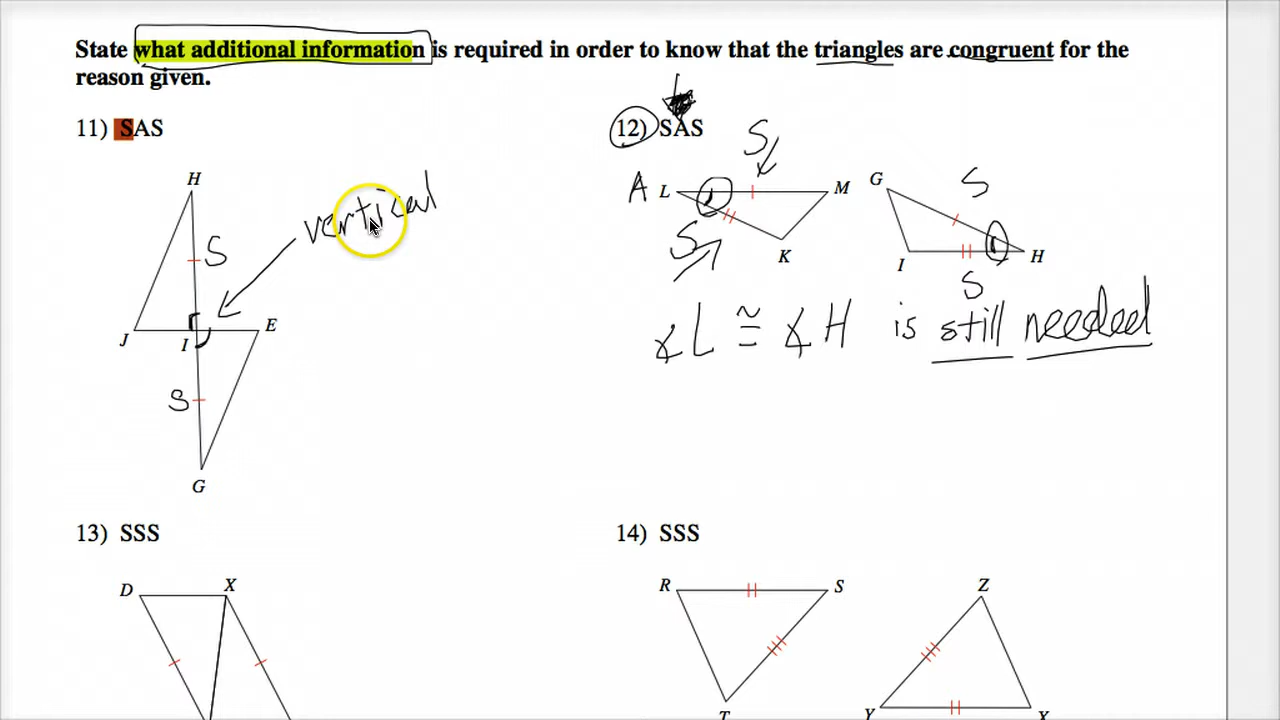 State what additional information is required in order to know that the triangles are congruent for the
reason given.
11) SAS
12) SAS
H
S
vertical
J
I
E
S
G
S
A L
M
S
K
G
S
I
H
S
∡L ≅ ∡H is still needed
13) SSS
14) SSS
D
X
R
S
T
Z
Y
X